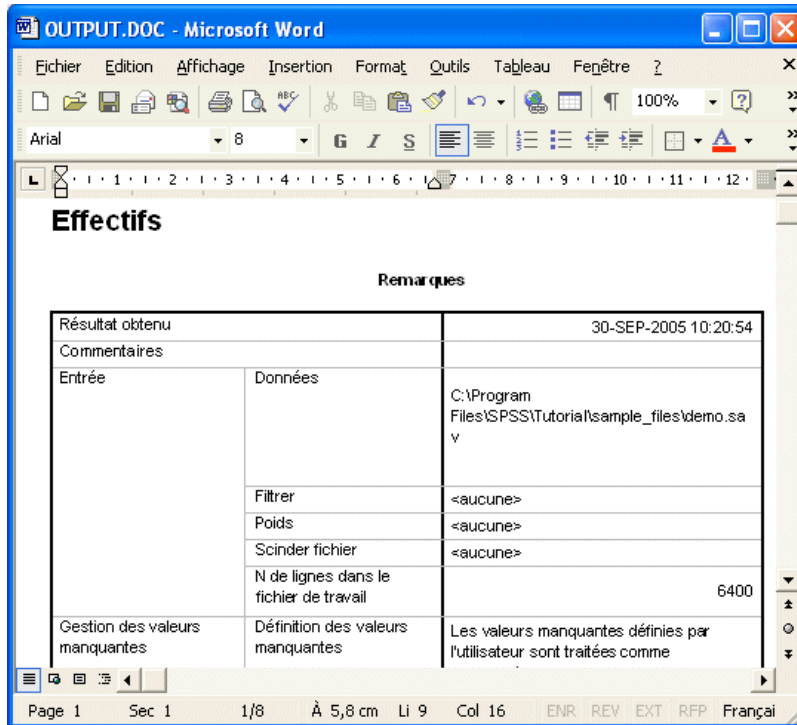 OUTPUT.DOC - Microsoft Word
Fichier Edition Affichage Insertion Format Outils Tableau Fenêtre ?
ABC 100%
Arial 8 G I S A
1 2 3 4 5 6 7 8 9 10 11 12
Effectifs
Remarques
Résultat obtenu 30-SEP-2005 10:20:54
Commentaires
Entrée Données
C:\Program
Files\SPSS\Tutorial\sample_files\demo.sa
v
Filtrer <aucune>
Poids <aucune>
Scinder fichier <aucune>
N de lignes dans le
fichier de travail 6400
Gestion des valeurs
manquantes
Définition des valeurs
manquantes
Les valeurs manquantes définies par
l'utilisateur sont traitées comme
Page 1 Sec 1 1/8 À 5,8 cm Li 9 Col 16 ENR REV EXT RFP Françai